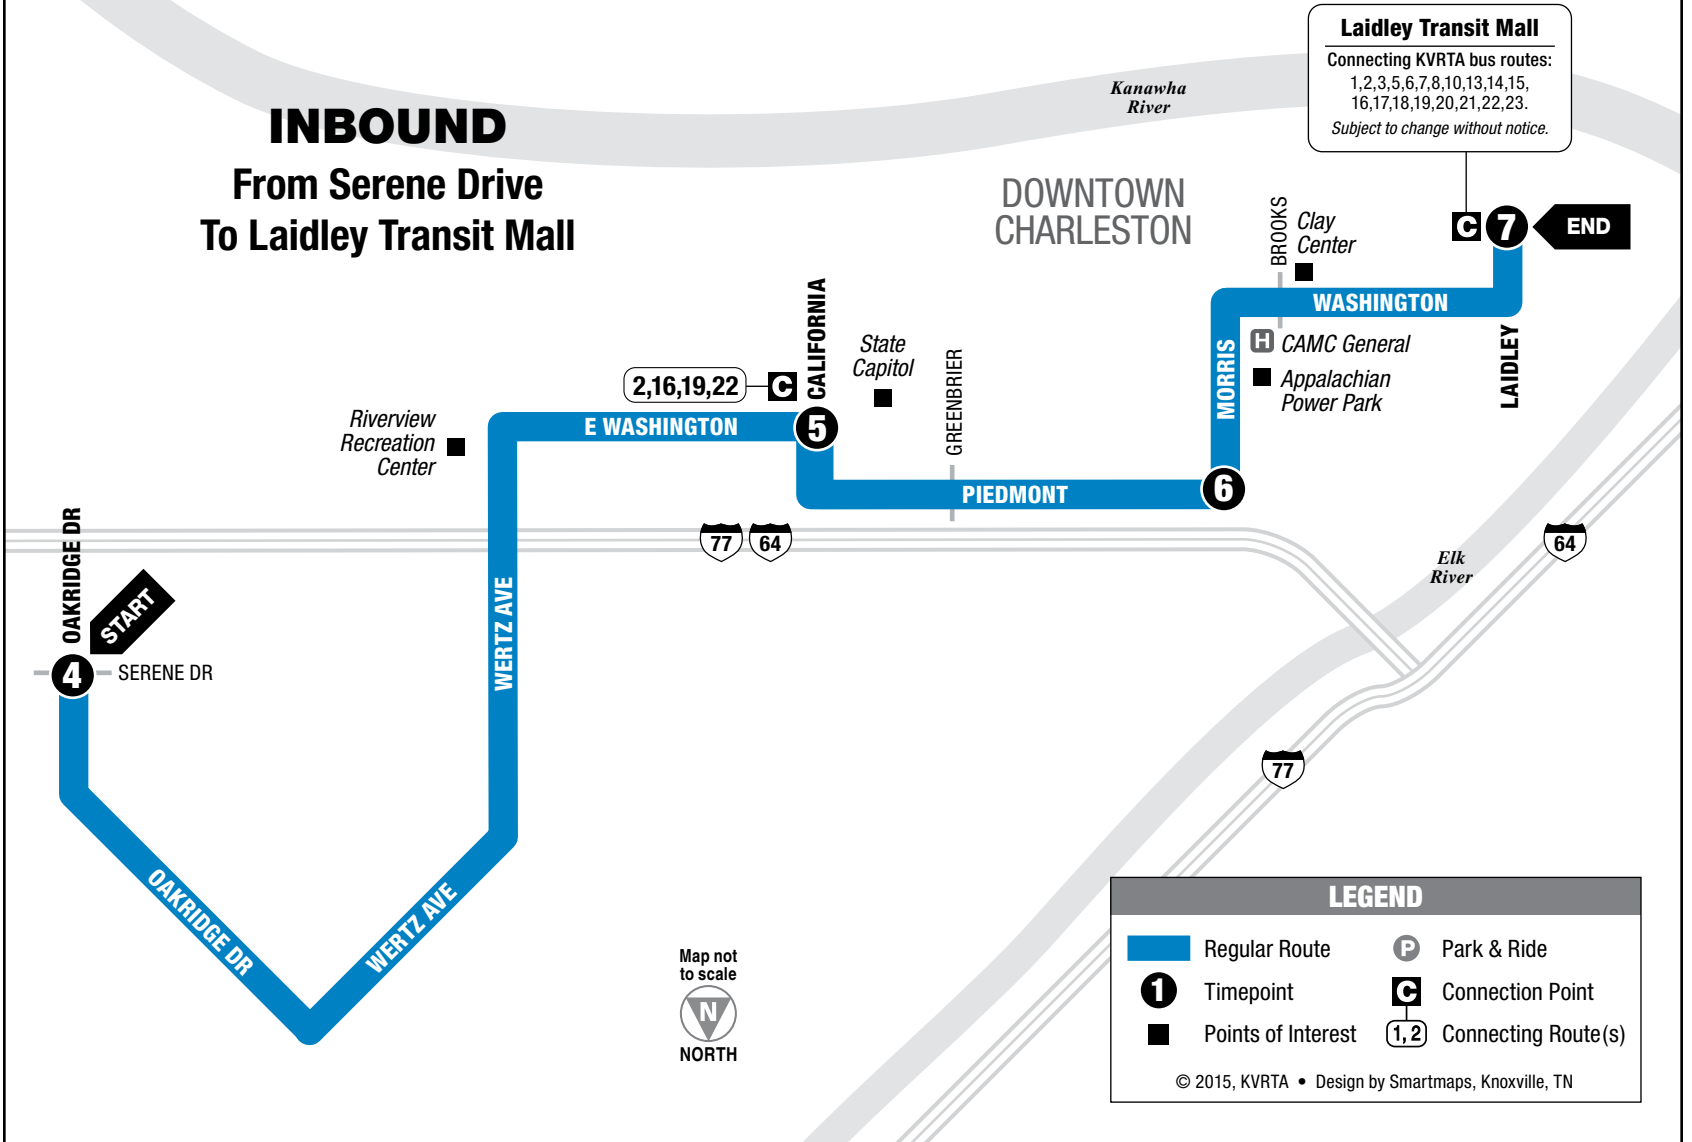 INBOUND
From Serene Drive
To Laidley Transit Mall
Kanawha
River
Laidley Transit Mall
Connecting KVRTA bus routes:
1,2,3,5,6,7,8,10,13,14,15,
16,17,18,19,20,21,22,23.
Subject to change without notice.
DOWNTOWN
CHARLESTON
BROOKS
Clay
Center
C
7
END
WASHINGTON
LAIDLEY
H
CAMC General
Appalachian
Power Park
MORRIS
6
CALIFORNIA
State
Capitol
GREENBRIER
2,16,19,22
C
5
E WASHINGTON
PIEDMONT
Riverview
Recreation
Center
77
64
64
Elk
River
77
OAKRIDGE DR
START
4
SERENE DR
WERTZ AVE
OAKRIDGE DR
WERTZ AVE
Map not
to scale
N
NORTH
LEGEND
Regular Route
P
Park & Ride
1
Timepoint
C
Connection Point
Points of Interest
1, 2
Connecting Route(s)
© 2015, KVRTA • Design by Smartmaps, Knoxville, TN